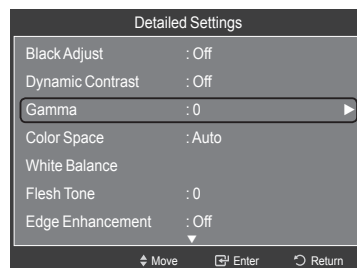 Detailed Settings
Black Adjust : Off
Dynamic Contrast : Off
Gamma : 0
Color Space : Auto
White Balance
Flesh Tone : 0
Edge Enhancement : Off
Move Enter Return